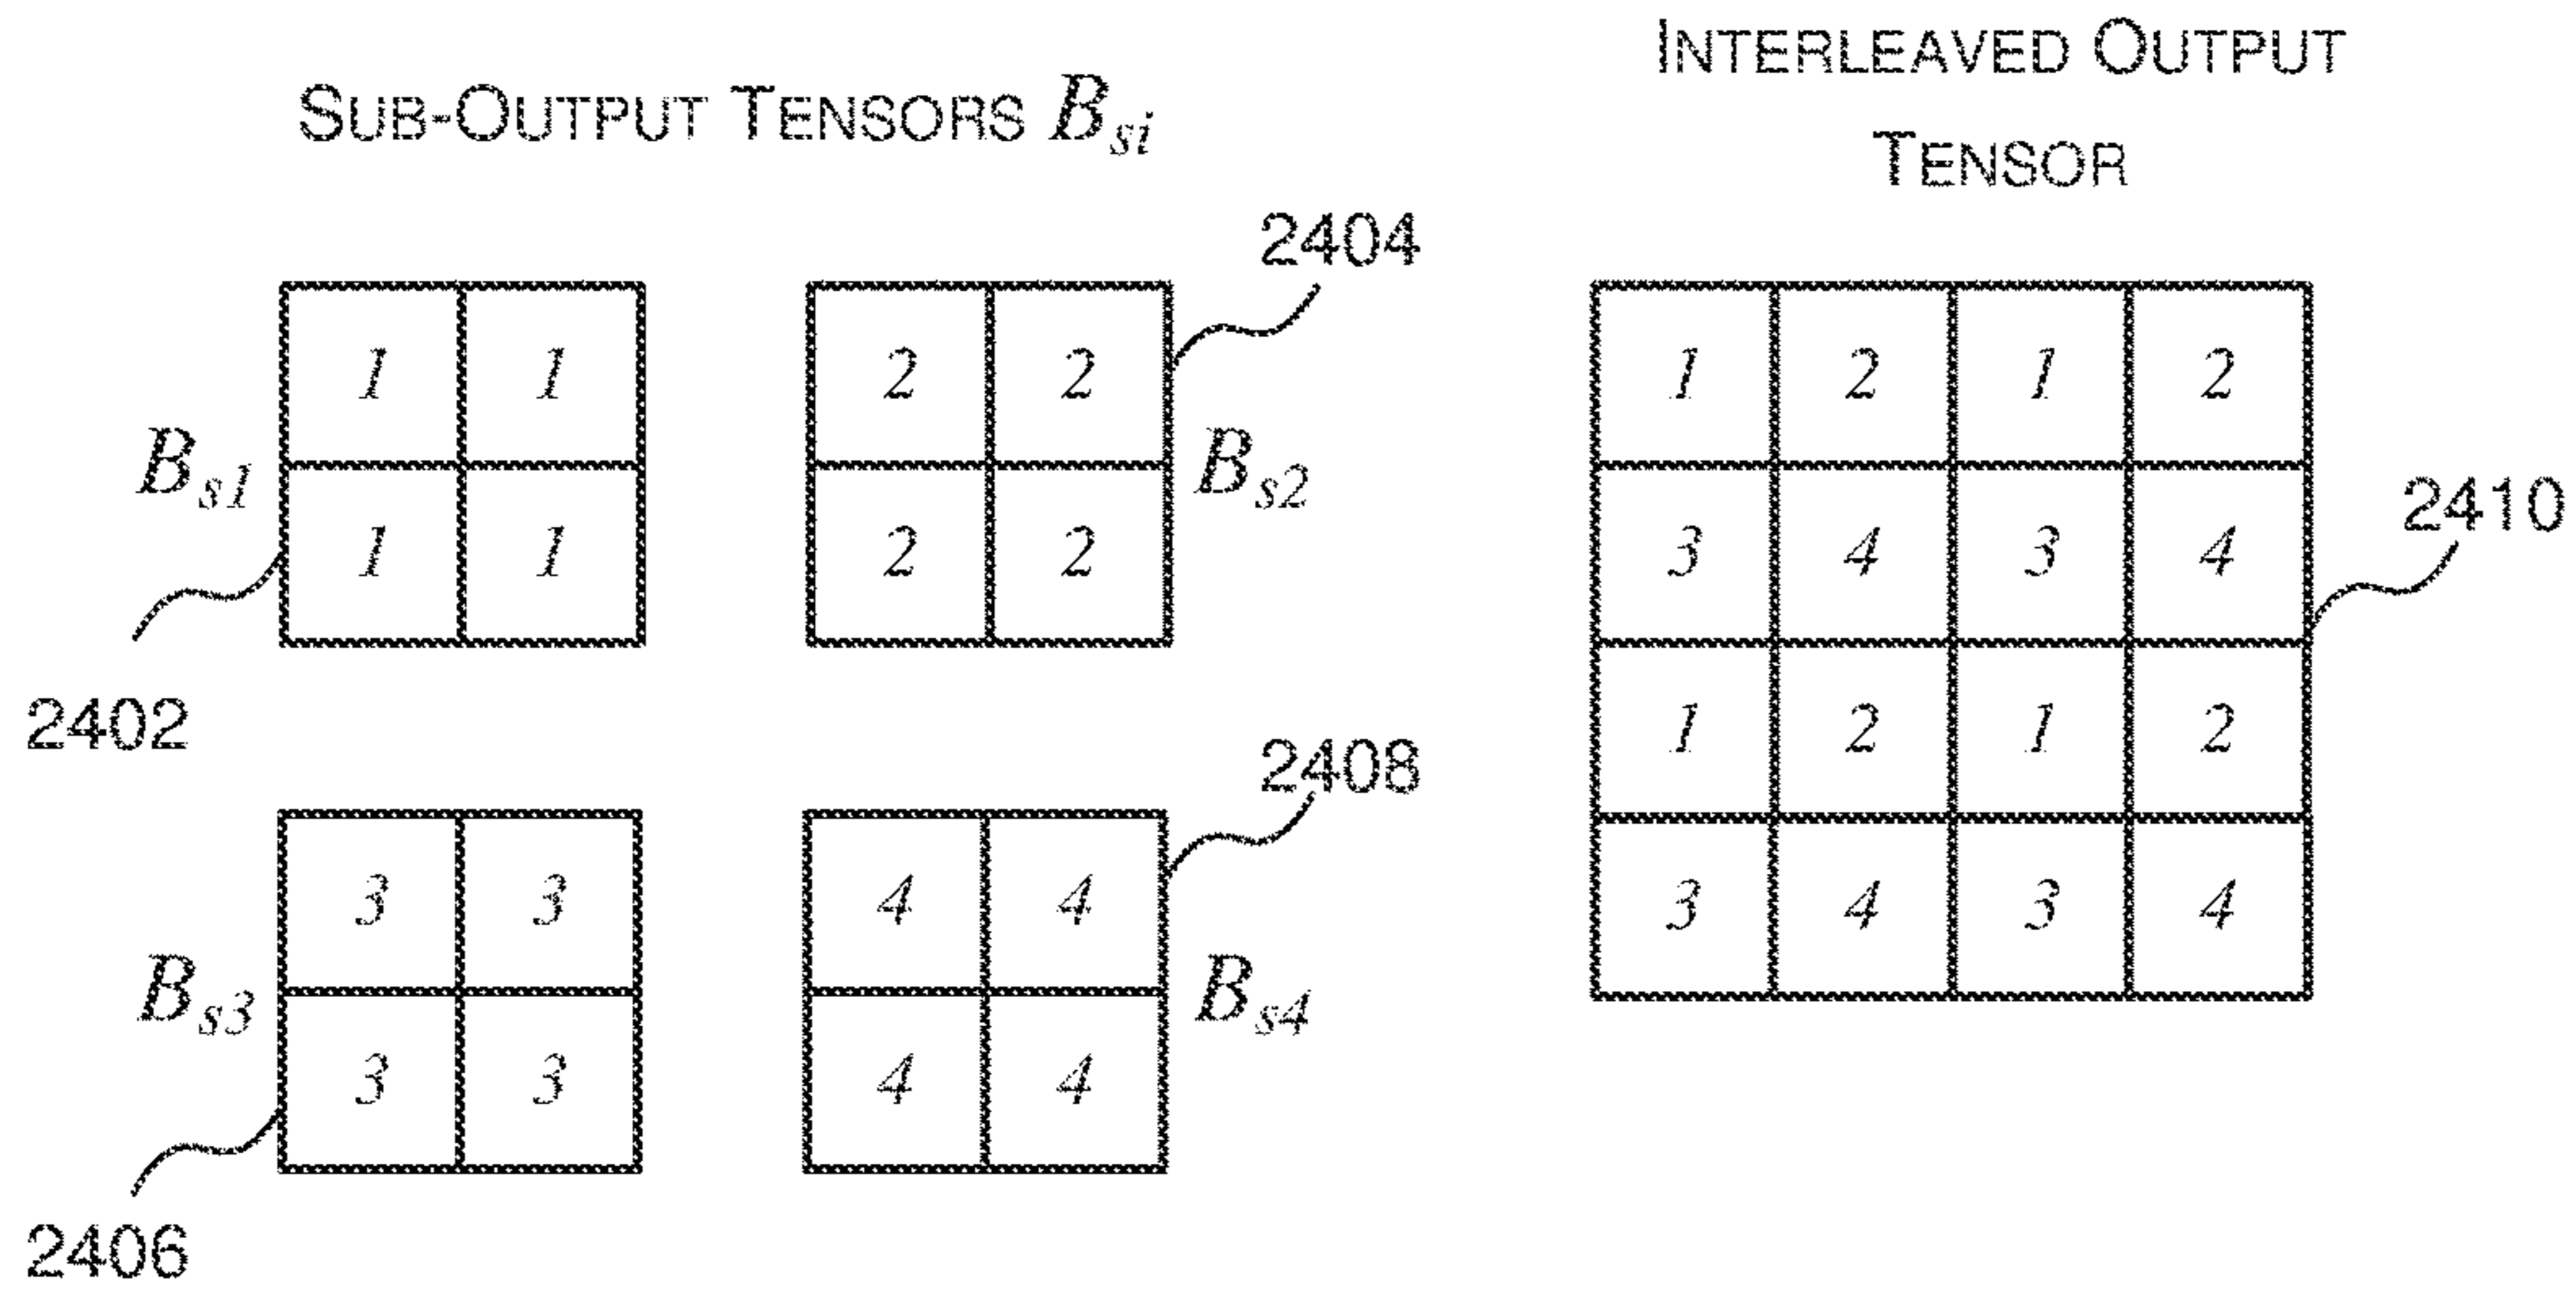 SUB-OUTPUT TENSORS Bsi
INTERLEAVED OUTPUT
TENSOR
2404
1 1
2 2
Bs1
Bs2
1 1
2 2
2402
2408
3 3
4 4
Bs3
Bs4
3 3
4 4
2406
1 2 1 2
3 4 3 4
2410
1 2 1 2
3 4 3 4